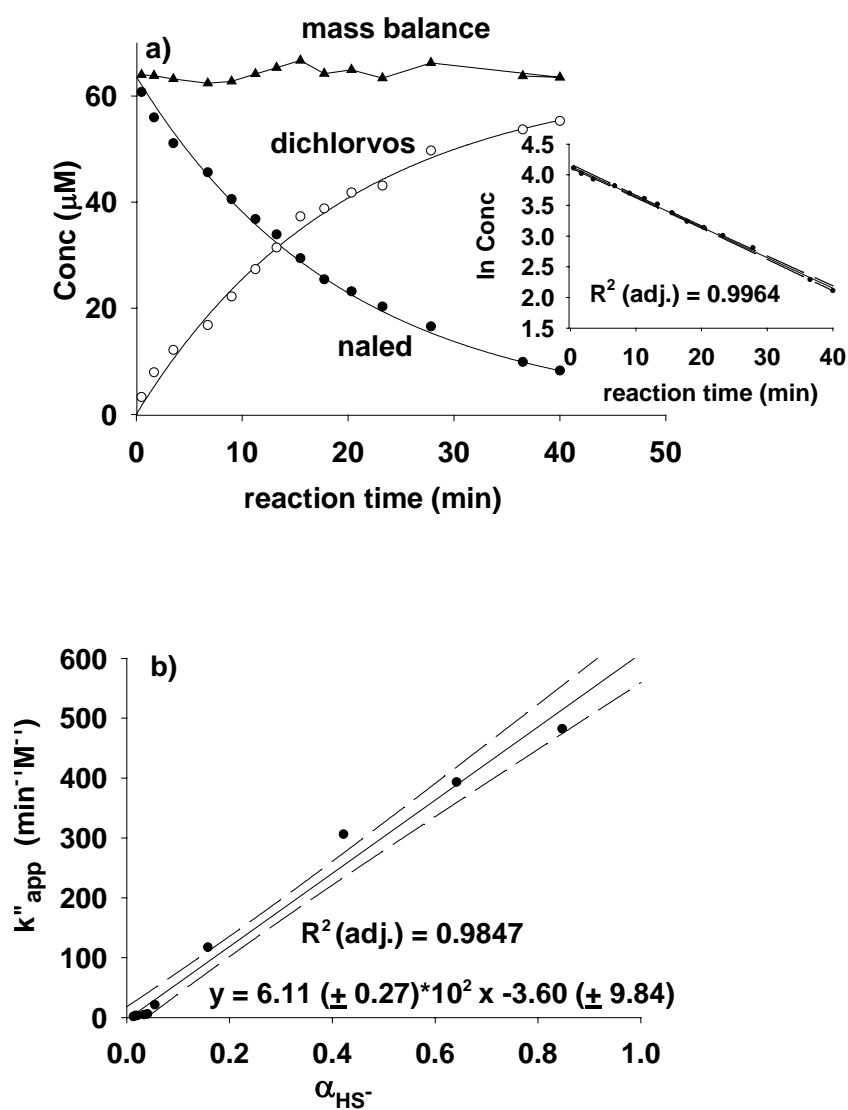 mass balance
a)
60
dichlorvos
4.5
4.0
40
3.5
3.0
Conc (μM)
ln Conc
2.5
20
naled
2.0
R² (adj.) = 0.9964
1.5
0
0 10 20 30 40
reaction time (min)
0 10 20 30 40 50
reaction time (min)
600
b)
500
400
k"app (min⁻¹M⁻¹)
300
200
R² (adj.) = 0.9847
100
y = 6.11 (± 0.27)*10² x -3.60 (± 9.84)
0
0.0 0.2 0.4 0.6 0.8 1.0
αHS-